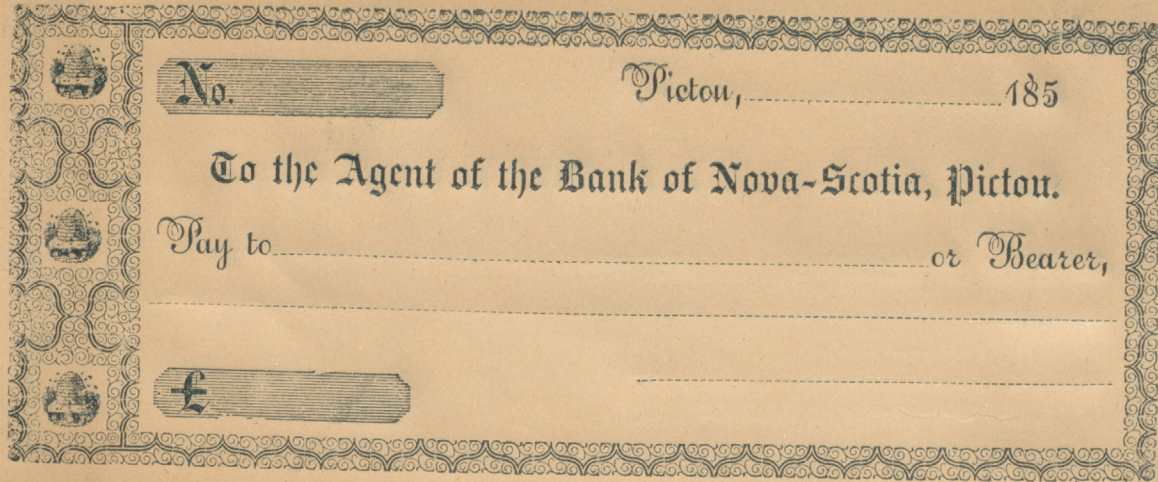 No. Pictou, 185
To the Agent of the Bank of Nova-Scotia, Pictou.
Pay to or Bearer,
£